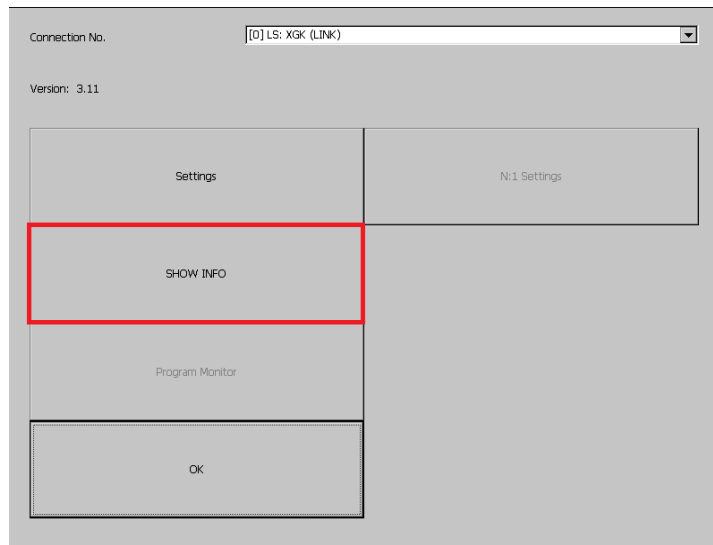 Connection No.
[0] LS: XGK (LINK)
Version: 3.11
Settings
N:1 Settings
SHOW INFO
Program Monitor
OK